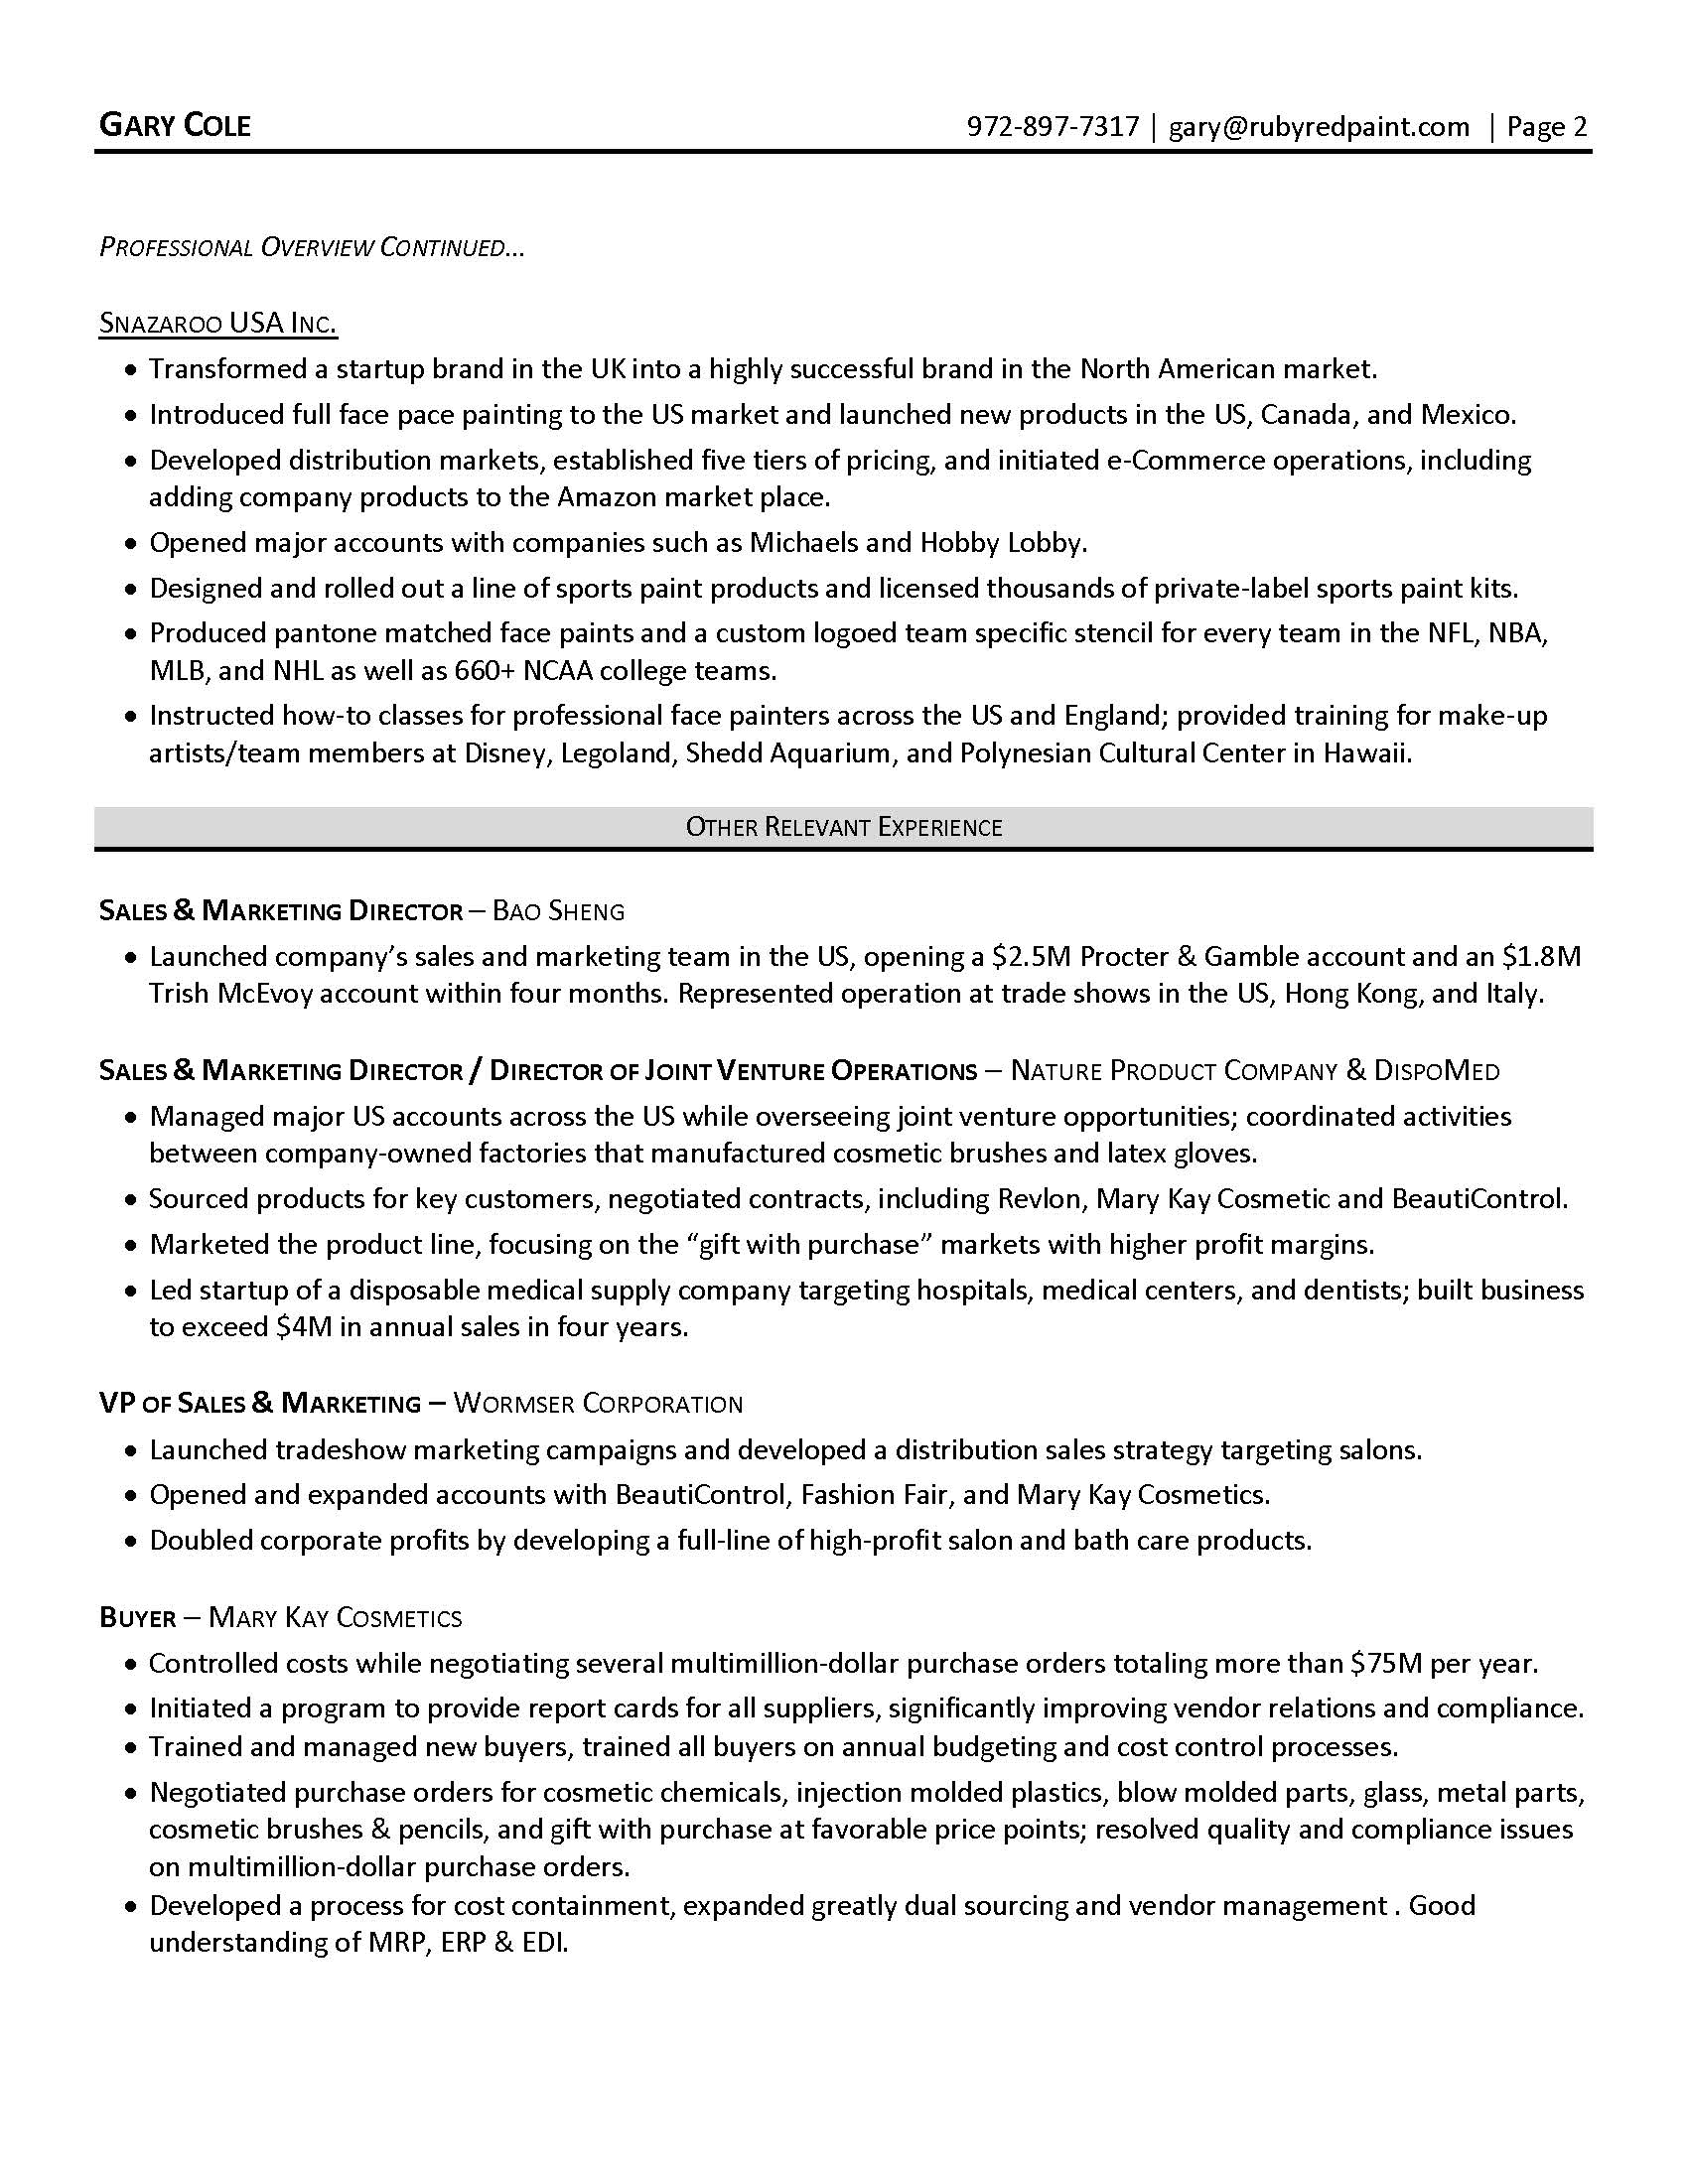 GARY COLE 972-897-7317 | gary@rubyredpaint.com | Page 2
PROFESSIONAL OVERVIEW CONTINUED…
SNAZAROO USA INC.
• Transformed a startup brand in the UK into a highly successful brand in the North American market.
• Introduced full face pace painting to the US market and launched new products in the US, Canada, and Mexico.
• Developed distribution markets, established five tiers of pricing, and initiated e-Commerce operations, including
adding company products to the Amazon market place.
• Opened major accounts with companies such as Michaels and Hobby Lobby.
• Designed and rolled out a line of sports paint products and licensed thousands of private-label sports paint kits.
• Produced pantone matched face paints and a custom logoed team specific stencil for every team in the NFL, NBA,
MLB, and NHL as well as 660+ NCAA college teams.
• Instructed how-to classes for professional face painters across the US and England; provided training for make-up
artists/team members at Disney, Legoland, Shedd Aquarium, and Polynesian Cultural Center in Hawaii.
OTHER RELEVANT EXPERIENCE
SALES & MARKETING DIRECTOR – BAO SHENG
• Launched company’s sales and marketing team in the US, opening a $2.5M Procter & Gamble account and an $1.8M
Trish McEvoy account within four months. Represented operation at trade shows in the US, Hong Kong, and Italy.
SALES & MARKETING DIRECTOR / DIRECTOR OF JOINT VENTURE OPERATIONS – NATURE PRODUCT COMPANY & DISPOMED
• Managed major US accounts across the US while overseeing joint venture opportunities; coordinated activities
between company-owned factories that manufactured cosmetic brushes and latex gloves.
• Sourced products for key customers, negotiated contracts, including Revlon, Mary Kay Cosmetic and BeautiControl.
• Marketed the product line, focusing on the “gift with purchase” markets with higher profit margins.
• Led startup of a disposable medical supply company targeting hospitals, medical centers, and dentists; built business
to exceed $4M in annual sales in four years.
VP OF SALES & MARKETING – WORMSER CORPORATION
• Launched tradeshow marketing campaigns and developed a distribution sales strategy targeting salons.
• Opened and expanded accounts with BeautiControl, Fashion Fair, and Mary Kay Cosmetics.
• Doubled corporate profits by developing a full-line of high-profit salon and bath care products.
BUYER – MARY KAY COSMETICS
• Controlled costs while negotiating several multimillion-dollar purchase orders totaling more than $75M per year.
• Initiated a program to provide report cards for all suppliers, significantly improving vendor relations and compliance.
• Trained and managed new buyers, trained all buyers on annual budgeting and cost control processes.
• Negotiated purchase orders for cosmetic chemicals, injection molded plastics, blow molded parts, glass, metal parts,
cosmetic brushes & pencils, and gift with purchase at favorable price points; resolved quality and compliance issues
on multimillion-dollar purchase orders.
• Developed a process for cost containment, expanded greatly dual sourcing and vendor management . Good
understanding of MRP, ERP & EDI.